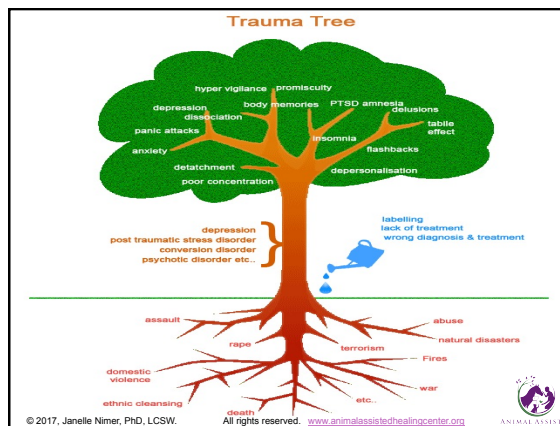 Trauma Tree
hyper vigilance
promiscuity
depression
body memories
PTSD amnesia
delusions
dissociation
tabile
effect
panic attacks
insomnia
anxiety
flashbacks
detatchment
depersonalisation
poor concentration
depression
post traumatic stress disorder
conversion disorder
psychotic disorder etc..
labelling
lack of treatment
wrong diagnosis & treatment
assault
abuse
rape
terrorism
natural disasters
Fires
domestic
violence
war
ethnic cleansing
etc..
death
© 2017, Janelle Nimer, PhD, LCSW.
All rights reserved. www.animalassistedhealingcenter.org
ANIMAL ASSIST